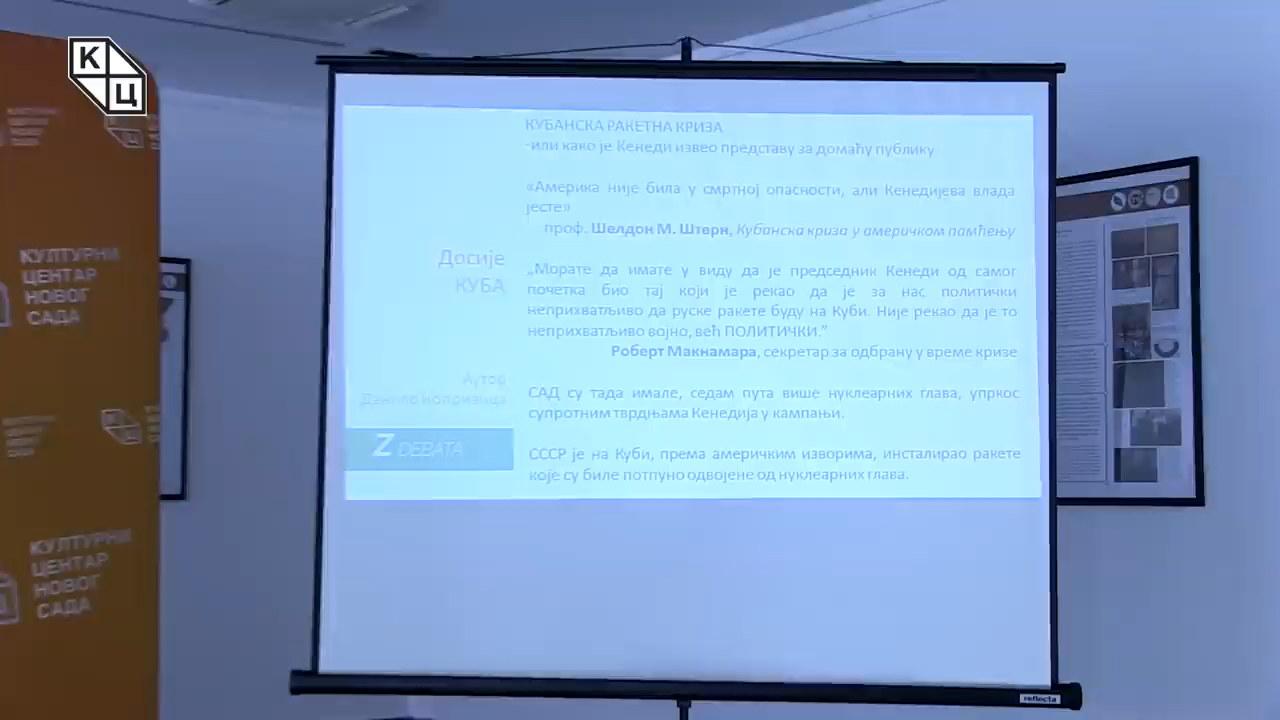 К
Ц
КУЛТУРНИ
ЦЕНТАР
НОВОГ
САДА
КУЛТУРНИ
ЦЕНТАР
НОВОГ
САДА
КУБАНСКА РАКЕТНА КРИЗА
-или како је Кенеди извео представу за домаћу публику
«Америка није била у смртној опасности, али Кенедијева влада
јесте»
проф. Шелдон М. Штерн, Кубанска криза у америчком памћењу
Досије
КУБА
„Морате да имате у виду да је председник Кенеди од самог
почетка био тај који је рекао да је за нас политички
неприхватљиво да руске ракете буду на Куби. Није рекао да је то
неприхватљиво војно, већ ПОЛИТИЧКИ.”
Роберт Макнамара, секретар за одбрану у време кризе
Аутор
Данило Копривица
САД су тада имале, седам пута више нуклеарних глава, упркос
супротним тврдњама Кенедија у кампањи.
Z DEBATA
СССР је на Куби, према америчким изворима, инсталирао ракете
које су биле потпуно одвојене од нуклеарних глава.
reflecta